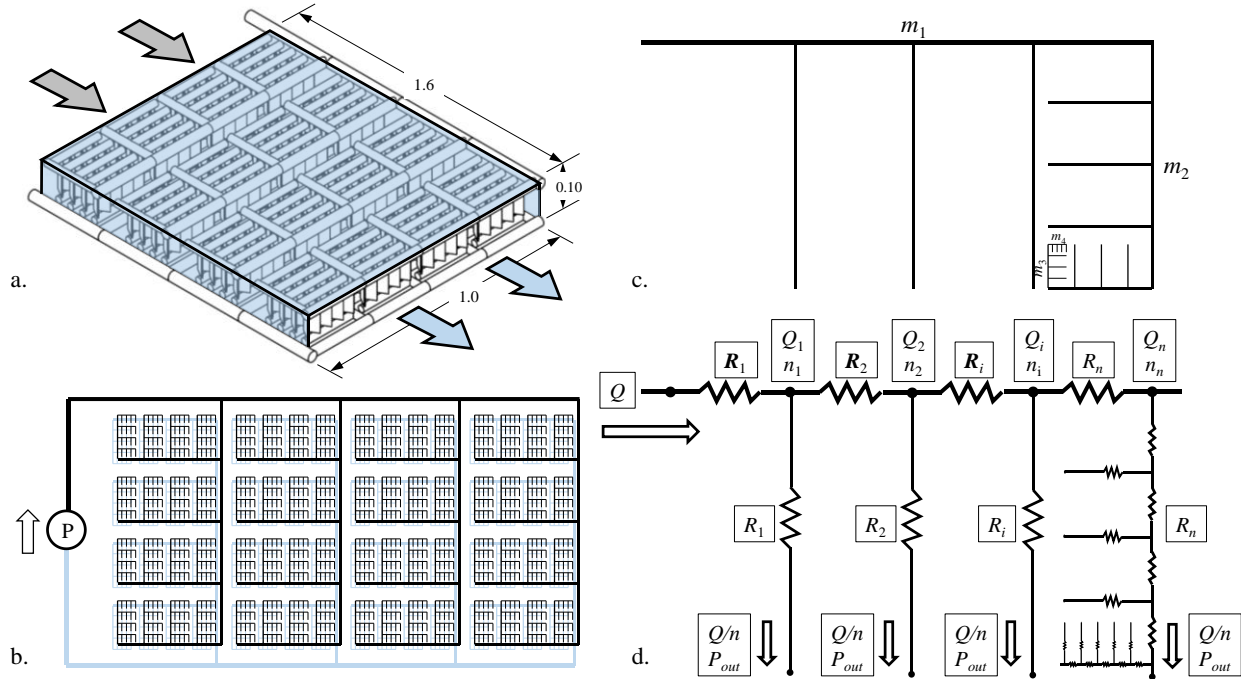 1.6
0.10
1.0
a.
m1
m2
m3
m4
c.
P
b.
Q
R1
Q1
n1
R2
Q2
n2
Ri
Qi
ni
Rn
Qn
nn
R1
R2
Ri
Rn
Q/n
Pout
Q/n
Pout
Q/n
Pout
Q/n
Pout
d.